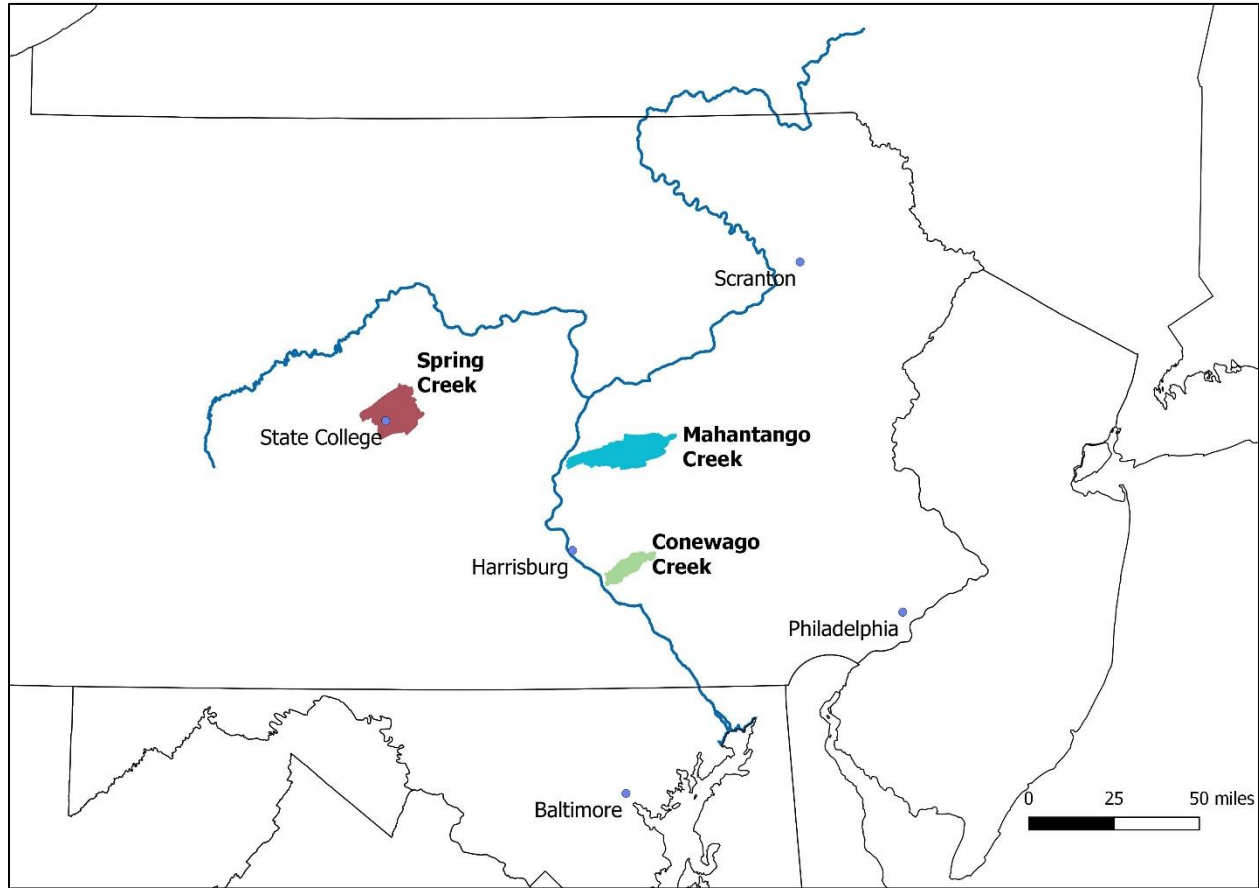 Scranton
Spring
Creek
State College
Mahantango
Creek
Conewago
Creek
Harrisburg
Philadelphia
Baltimore
0 25 50 miles